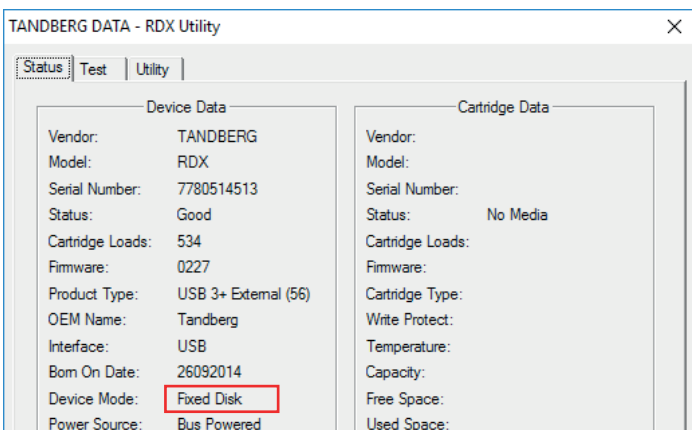 TANDBERG DATA - RDX Utility
Status Test Utility
Device Data
Vendor: TANDBERG
Model: RDX
Serial Number: 7780514513
Status: Good
Cartridge Loads: 534
Firmware: 0227
Product Type: USB 3+ External (56)
OEM Name: Tandberg
Interface: USB
Born On Date: 26092014
Device Mode: Fixed Disk
Power Source: Bus Powered
Cartridge Data
Vendor:
Model:
Serial Number:
Status: No Media
Cartridge Loads:
Firmware:
Cartridge Type:
Write Protect:
Temperature:
Capacity:
Free Space:
Used Space: